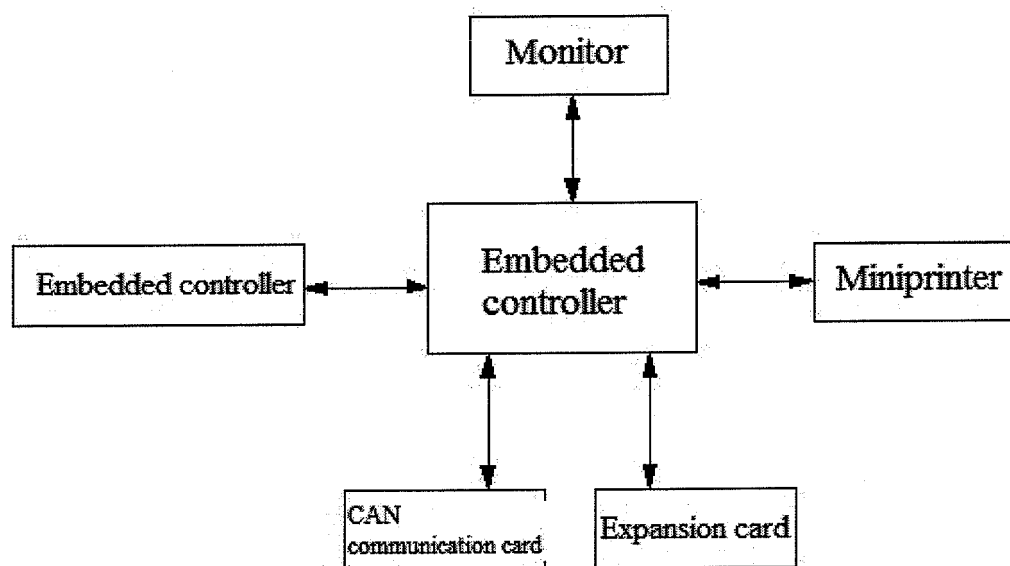 Monitor
Embedded controller
Embedded
controller
Miniprinter
CAN
communication card
Expansion card